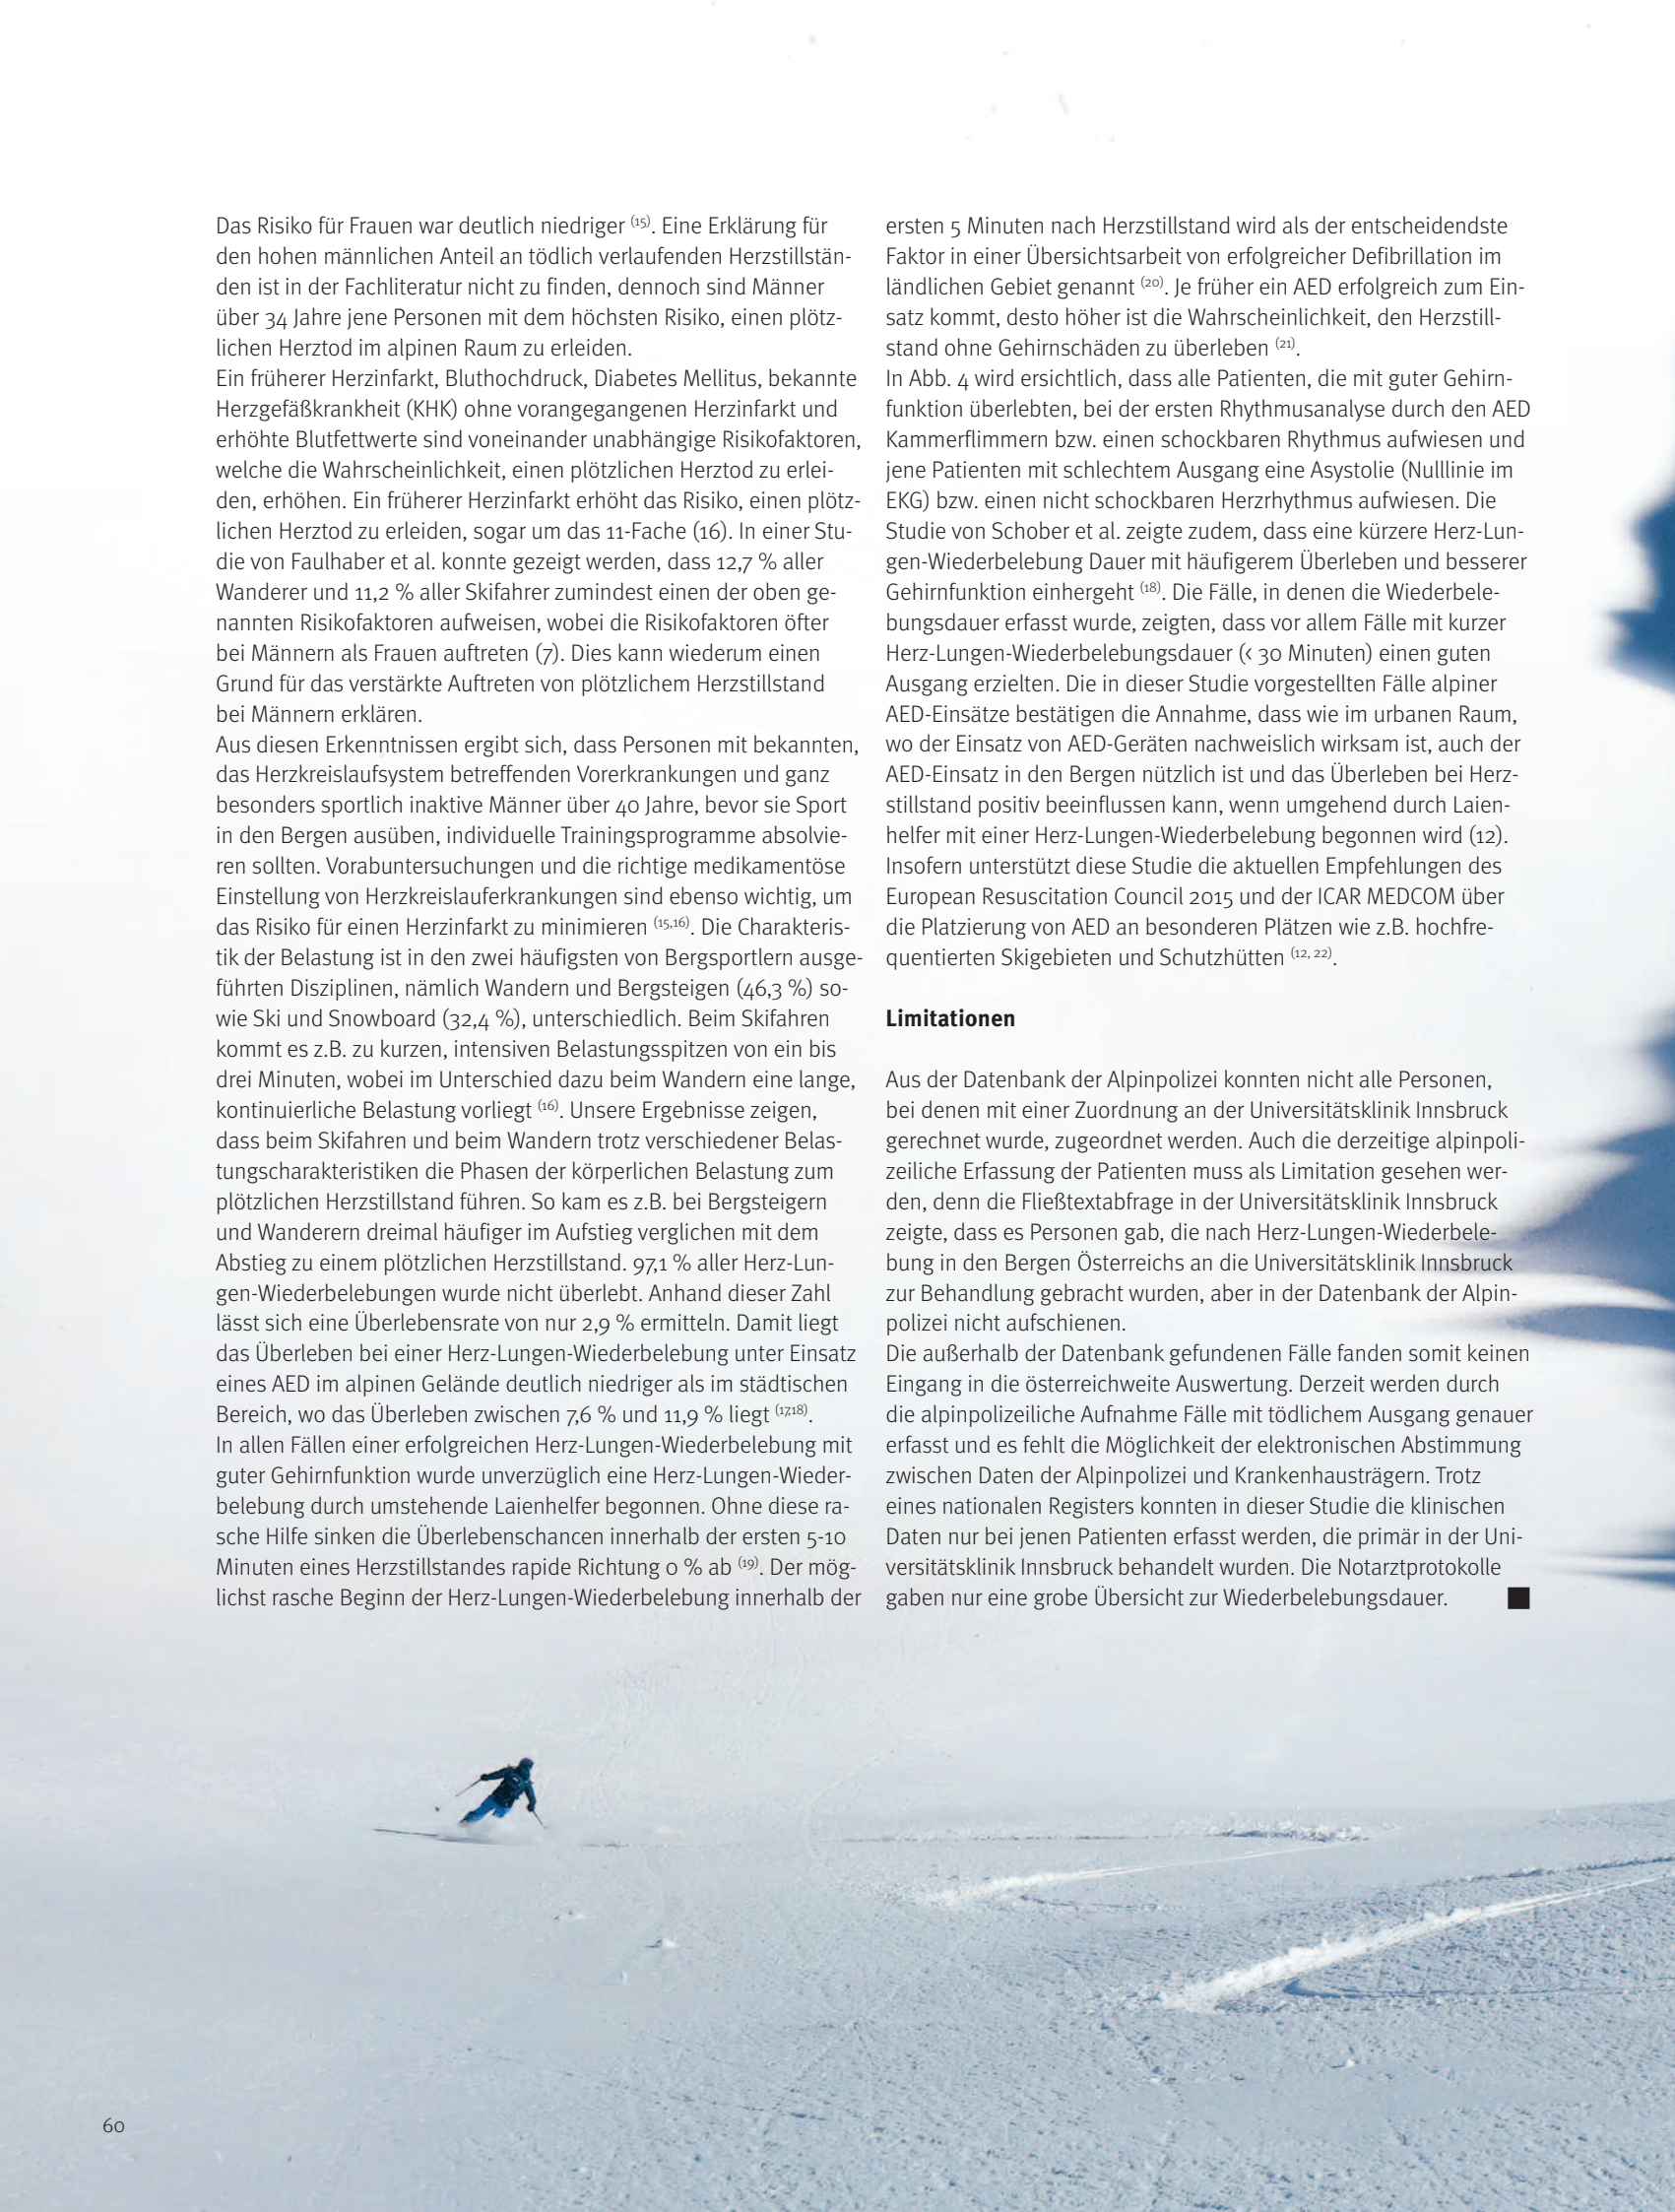 Das Risiko für Frauen war deutlich niedriger (15). Eine Erklärung für
den hohen männlichen Anteil an tödlich verlaufenden Herzstillstän-
den ist in der Fachliteratur nicht zu finden, dennoch sind Männer
über 34 Jahre jene Personen mit dem höchsten Risiko, einen plötz-
lichen Herztod im alpinen Raum zu erleiden.
Ein früherer Herzinfarkt, Bluthochdruck, Diabetes Mellitus, bekannte
Herzgefäßkrankheit (KHK) ohne vorangegangenen Herzinfarkt und
erhöhte Blutfettwerte sind voneinander unabhängige Risikofaktoren,
welche die Wahrscheinlichkeit, einen plötzlichen Herztod zu erlei-
den, erhöhen. Ein früherer Herzinfarkt erhöht das Risiko, einen plötz-
lichen Herztod zu erleiden, sogar um das 11-Fache (16). In einer Stu-
die von Faulhaber et al. konnte gezeigt werden, dass 12,7 % aller
Wanderer und 11,2 % aller Skifahrer zumindest einen der oben ge-
nannten Risikofaktoren aufweisen, wobei die Risikofaktoren öfter
bei Männern als Frauen auftreten (7). Dies kann wiederum einen
Grund für das verstärkte Auftreten von plötzlichem Herzstillstand
bei Männern erklären.
Aus diesen Erkenntnissen ergibt sich, dass Personen mit bekannten,
das Herzkreislaufsystem betreffenden Vorerkrankungen und ganz
besonders sportlich inaktive Männer über 40 Jahre, bevor sie Sport
in den Bergen ausüben, individuelle Trainingsprogramme absolvie-
ren sollten. Vorabuntersuchungen und die richtige medikamentöse
Einstellung von Herzkreislauferkrankungen sind ebenso wichtig, um
das Risiko für einen Herzinfarkt zu minimieren (15,16). Die Charakteris-
tik der Belastung ist in den zwei häufigsten von Bergsportlern ausge-
führten Disziplinen, nämlich Wandern und Bergsteigen (46,3 %) so-
wie Ski und Snowboard (32,4 %), unterschiedlich. Beim Skifahren
kommt es z.B. zu kurzen, intensiven Belastungsspitzen von ein bis
drei Minuten, wobei im Unterschied dazu beim Wandern eine lange,
kontinuierliche Belastung vorliegt (16). Unsere Ergebnisse zeigen,
dass beim Skifahren und beim Wandern trotz verschiedener Belas-
tungscharakteristiken die Phasen der körperlichen Belastung zum
plötzlichen Herzstillstand führen. So kam es z.B. bei Bergsteigern
und Wanderern dreimal häufiger im Aufstieg verglichen mit dem
Abstieg zu einem plötzlichen Herzstillstand. 97,1 % aller Herz-Lun-
gen-Wiederbelebungen wurde nicht überlebt. Anhand dieser Zahl
lässt sich eine Überlebensrate von nur 2,9 % ermitteln. Damit liegt
das Überleben bei einer Herz-Lungen-Wiederbelebung unter Einsatz
eines AED im alpinen Gelände deutlich niedriger als im städtischen
Bereich, wo das Überleben zwischen 7,6 % und 11,9 % liegt (17,18).
In allen Fällen einer erfolgreichen Herz-Lungen-Wiederbelebung mit
guter Gehirnfunktion wurde unverzüglich eine Herz-Lungen-Wieder-
belebung durch umstehende Laienhelfer begonnen. Ohne diese ra-
sche Hilfe sinken die Überlebenschancen innerhalb der ersten 5-10
Minuten eines Herzstillstandes rapide Richtung 0 % ab (19). Der mög-
lichst rasche Beginn der Herz-Lungen-Wiederbelebung innerhalb der
ersten 5 Minuten nach Herzstillstand wird als der entscheidendste
Faktor in einer Übersichtsarbeit von erfolgreicher Defibrillation im
ländlichen Gebiet genannt (20). Je früher ein AED erfolgreich zum Ein-
satz kommt, desto höher ist die Wahrscheinlichkeit, den Herzstill-
stand ohne Gehirnschäden zu überleben (21).
In Abb. 4 wird ersichtlich, dass alle Patienten, die mit guter Gehirn-
funktion überlebten, bei der ersten Rhythmusanalyse durch den AED
Kammerflimmern bzw. einen schockbaren Rhythmus aufwiesen und
jene Patienten mit schlechtem Ausgang eine Asystolie (Nulllinie im
EKG) bzw. einen nicht schockbaren Herzrhythmus aufwiesen. Die
Studie von Schober et al. zeigte zudem, dass eine kürzere Herz-Lun-
gen-Wiederbelebung Dauer mit häufigerem Überleben und besserer
Gehirnfunktion einhergeht (18). Die Fälle, in denen die Wiederbele-
bungsdauer erfasst wurde, zeigten, dass vor allem Fälle mit kurzer
Herz-Lungen-Wiederbelebungsdauer (< 30 Minuten) einen guten
Ausgang erzielten. Die in dieser Studie vorgestellten Fälle alpiner
AED-Einsätze bestätigen die Annahme, dass wie im urbanen Raum,
wo der Einsatz von AED-Geräten nachweislich wirksam ist, auch der
AED-Einsatz in den Bergen nützlich ist und das Überleben bei Herz-
stillstand positiv beeinflussen kann, wenn umgehend durch Laien-
helfer mit einer Herz-Lungen-Wiederbelebung begonnen wird (12).
Insofern unterstützt diese Studie die aktuellen Empfehlungen des
European Resuscitation Council 2015 und der ICAR MEDCOM über
die Platzierung von AED an besonderen Plätzen wie z.B. hochfre-
quentierten Skigebieten und Schutzhütten (12, 22).
Limitationen
Aus der Datenbank der Alpinpolizei konnten nicht alle Personen,
bei denen mit einer Zuordnung an der Universitätsklinik Innsbruck
gerechnet wurde, zugeordnet werden. Auch die derzeitige alpinpoli-
zeiliche Erfassung der Patienten muss als Limitation gesehen wer-
den, denn die Fließtextabfrage in der Universitätsklinik Innsbruck
zeigte, dass es Personen gab, die nach Herz-Lungen-Wiederbele-
bung in den Bergen Österreichs an die Universitätsklinik Innsbruck
zur Behandlung gebracht wurden, aber in der Datenbank der Alpin-
polizei nicht aufschienen.
Die außerhalb der Datenbank gefundenen Fälle fanden somit keinen
Eingang in die österreichweite Auswertung. Derzeit werden durch
die alpinpolizeiliche Aufnahme Fälle mit tödlichem Ausgang genauer
erfasst und es fehlt die Möglichkeit der elektronischen Abstimmung
zwischen Daten der Alpinpolizei und Krankenhausträgern. Trotz
eines nationalen Registers konnten in dieser Studie die klinischen
Daten nur bei jenen Patienten erfasst werden, die primär in der Uni-
versitätsklinik Innsbruck behandelt wurden. Die Notarztprotokolle
gaben nur eine grobe Übersicht zur Wiederbelebungsdauer.
60